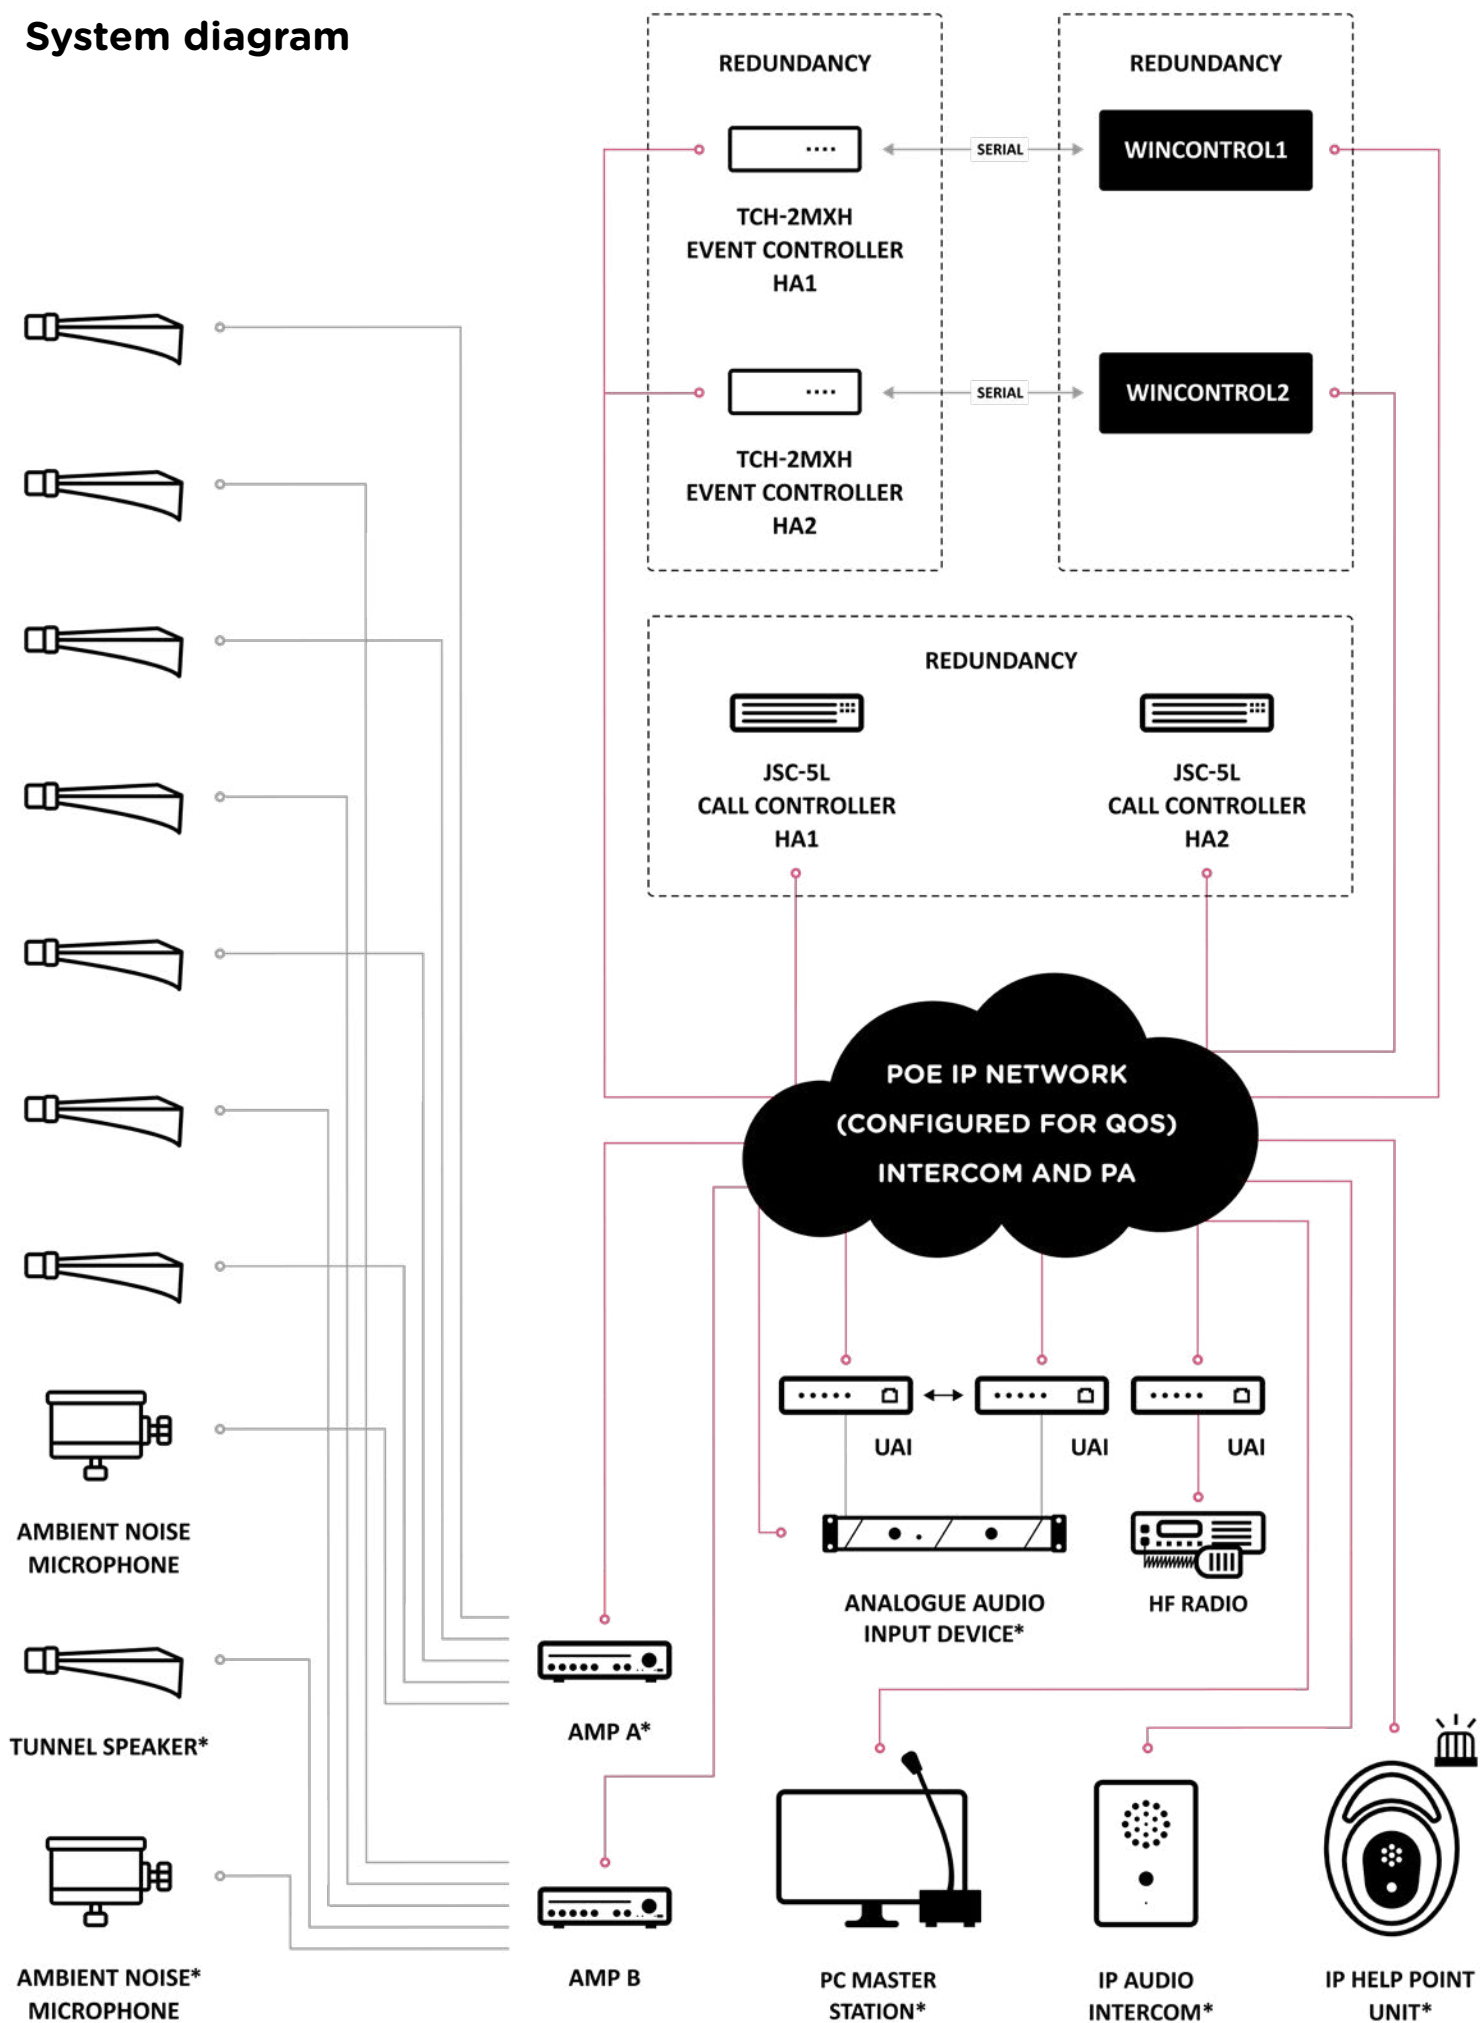 System diagram
REDUNDANCY
REDUNDANCY
SERIAL
WINCONTROL1
TCH-2MXH
EVENT CONTROLLER
HA1
SERIAL
WINCONTROL2
TCH-2MXH
EVENT CONTROLLER
HA2
REDUNDANCY
JSC-5L
CALL CONTROLLER
HA1
JSC-5L
CALL CONTROLLER
HA2
POE IP NETWORK
(CONFIGURED FOR QOS)
INTERCOM AND PA
UAI
UAI
UAI
AMBIENT NOISE
MICROPHONE
ANALOGUE AUDIO
INPUT DEVICE*
HF RADIO
TUNNEL SPEAKER*
AMP A*
AMBIENT NOISE*
MICROPHONE
AMP B
PC MASTER
STATION*
IP AUDIO
INTERCOM*
IP HELP POINT
UNIT*